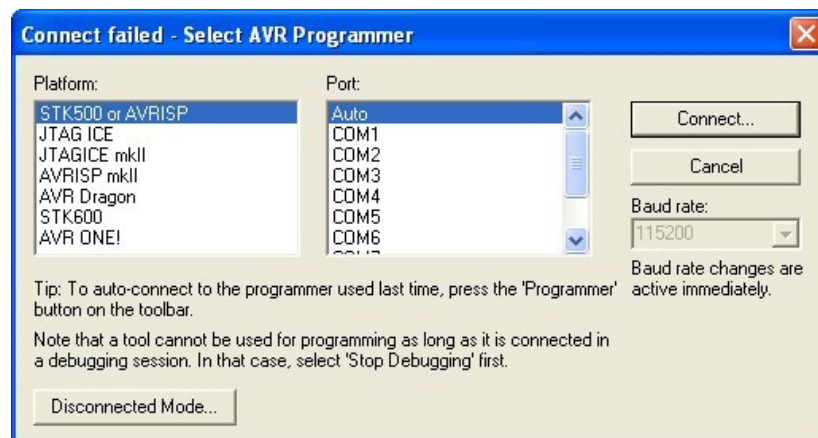 Connect failed - Select AVR Programmer
Platform:
STK500 or AVRISP
JTAG ICE
JTAGICE mkII
AVRISP mkII
AVR Dragon
STK600
AVR ONE!
Port:
Auto
COM1
COM2
COM3
COM4
COM5
COM6
Connect...
Cancel
Baud rate:
115200
Baud rate changes are
active immediately.
Tip: To auto-connect to the programmer used last time, press the 'Programmer'
button on the toolbar.
Note that a tool cannot be used for programming as long as it is connected in
a debugging session. In that case, select 'Stop Debugging' first.
Disconnected Mode...